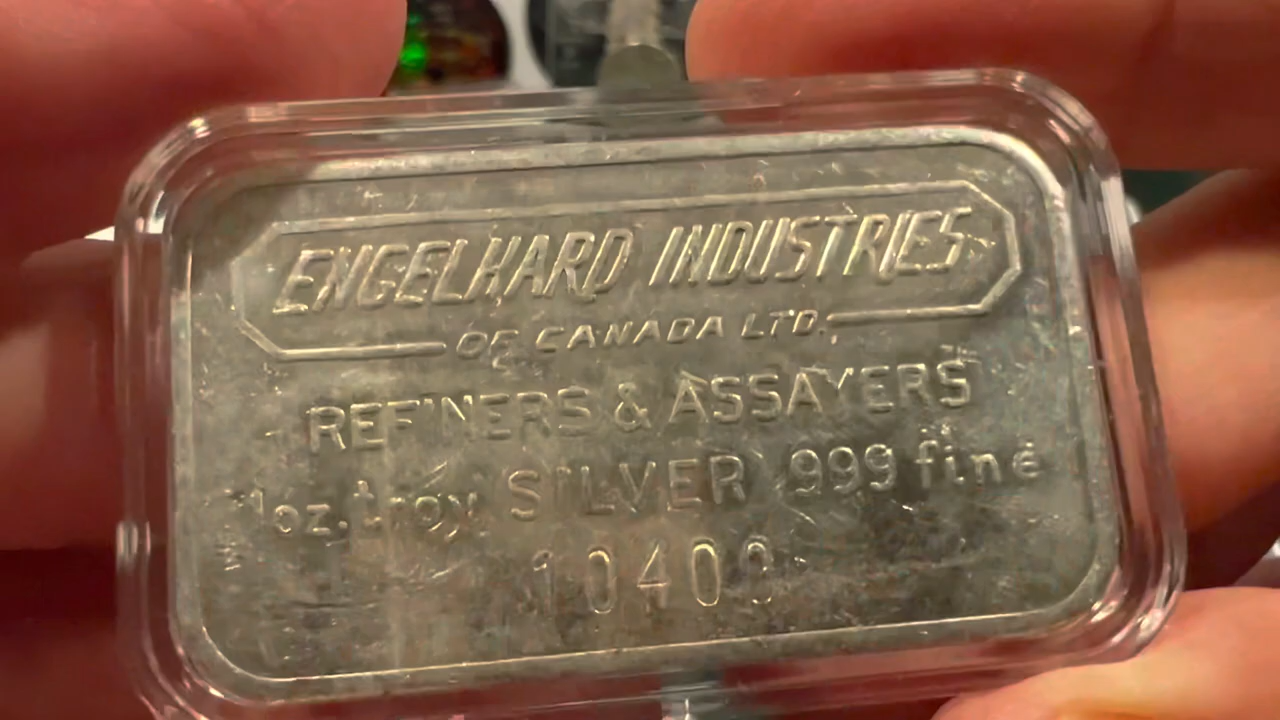 ENGELHARD INDUSTRIES
OF CANADA LTD.
REFINERS & ASSAYERS
1oz. troy SILVER 999 fine
10400